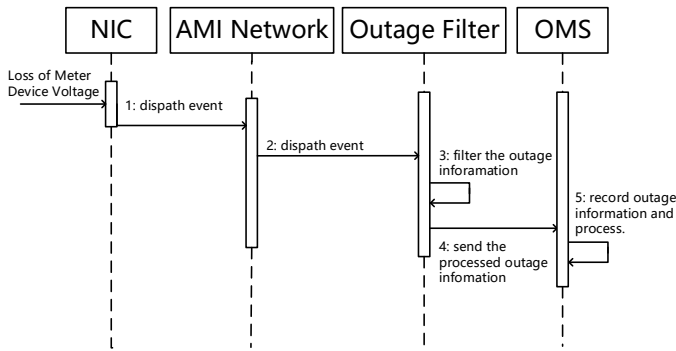 NIC
AMI Network
Outage Filter
OMS
Loss of Meter
Device Voltage
1: dispath event
2: dispath event
3: filter the outage
inforamation
4: send the
processed outage
infomation
5: record outage
information and
process.